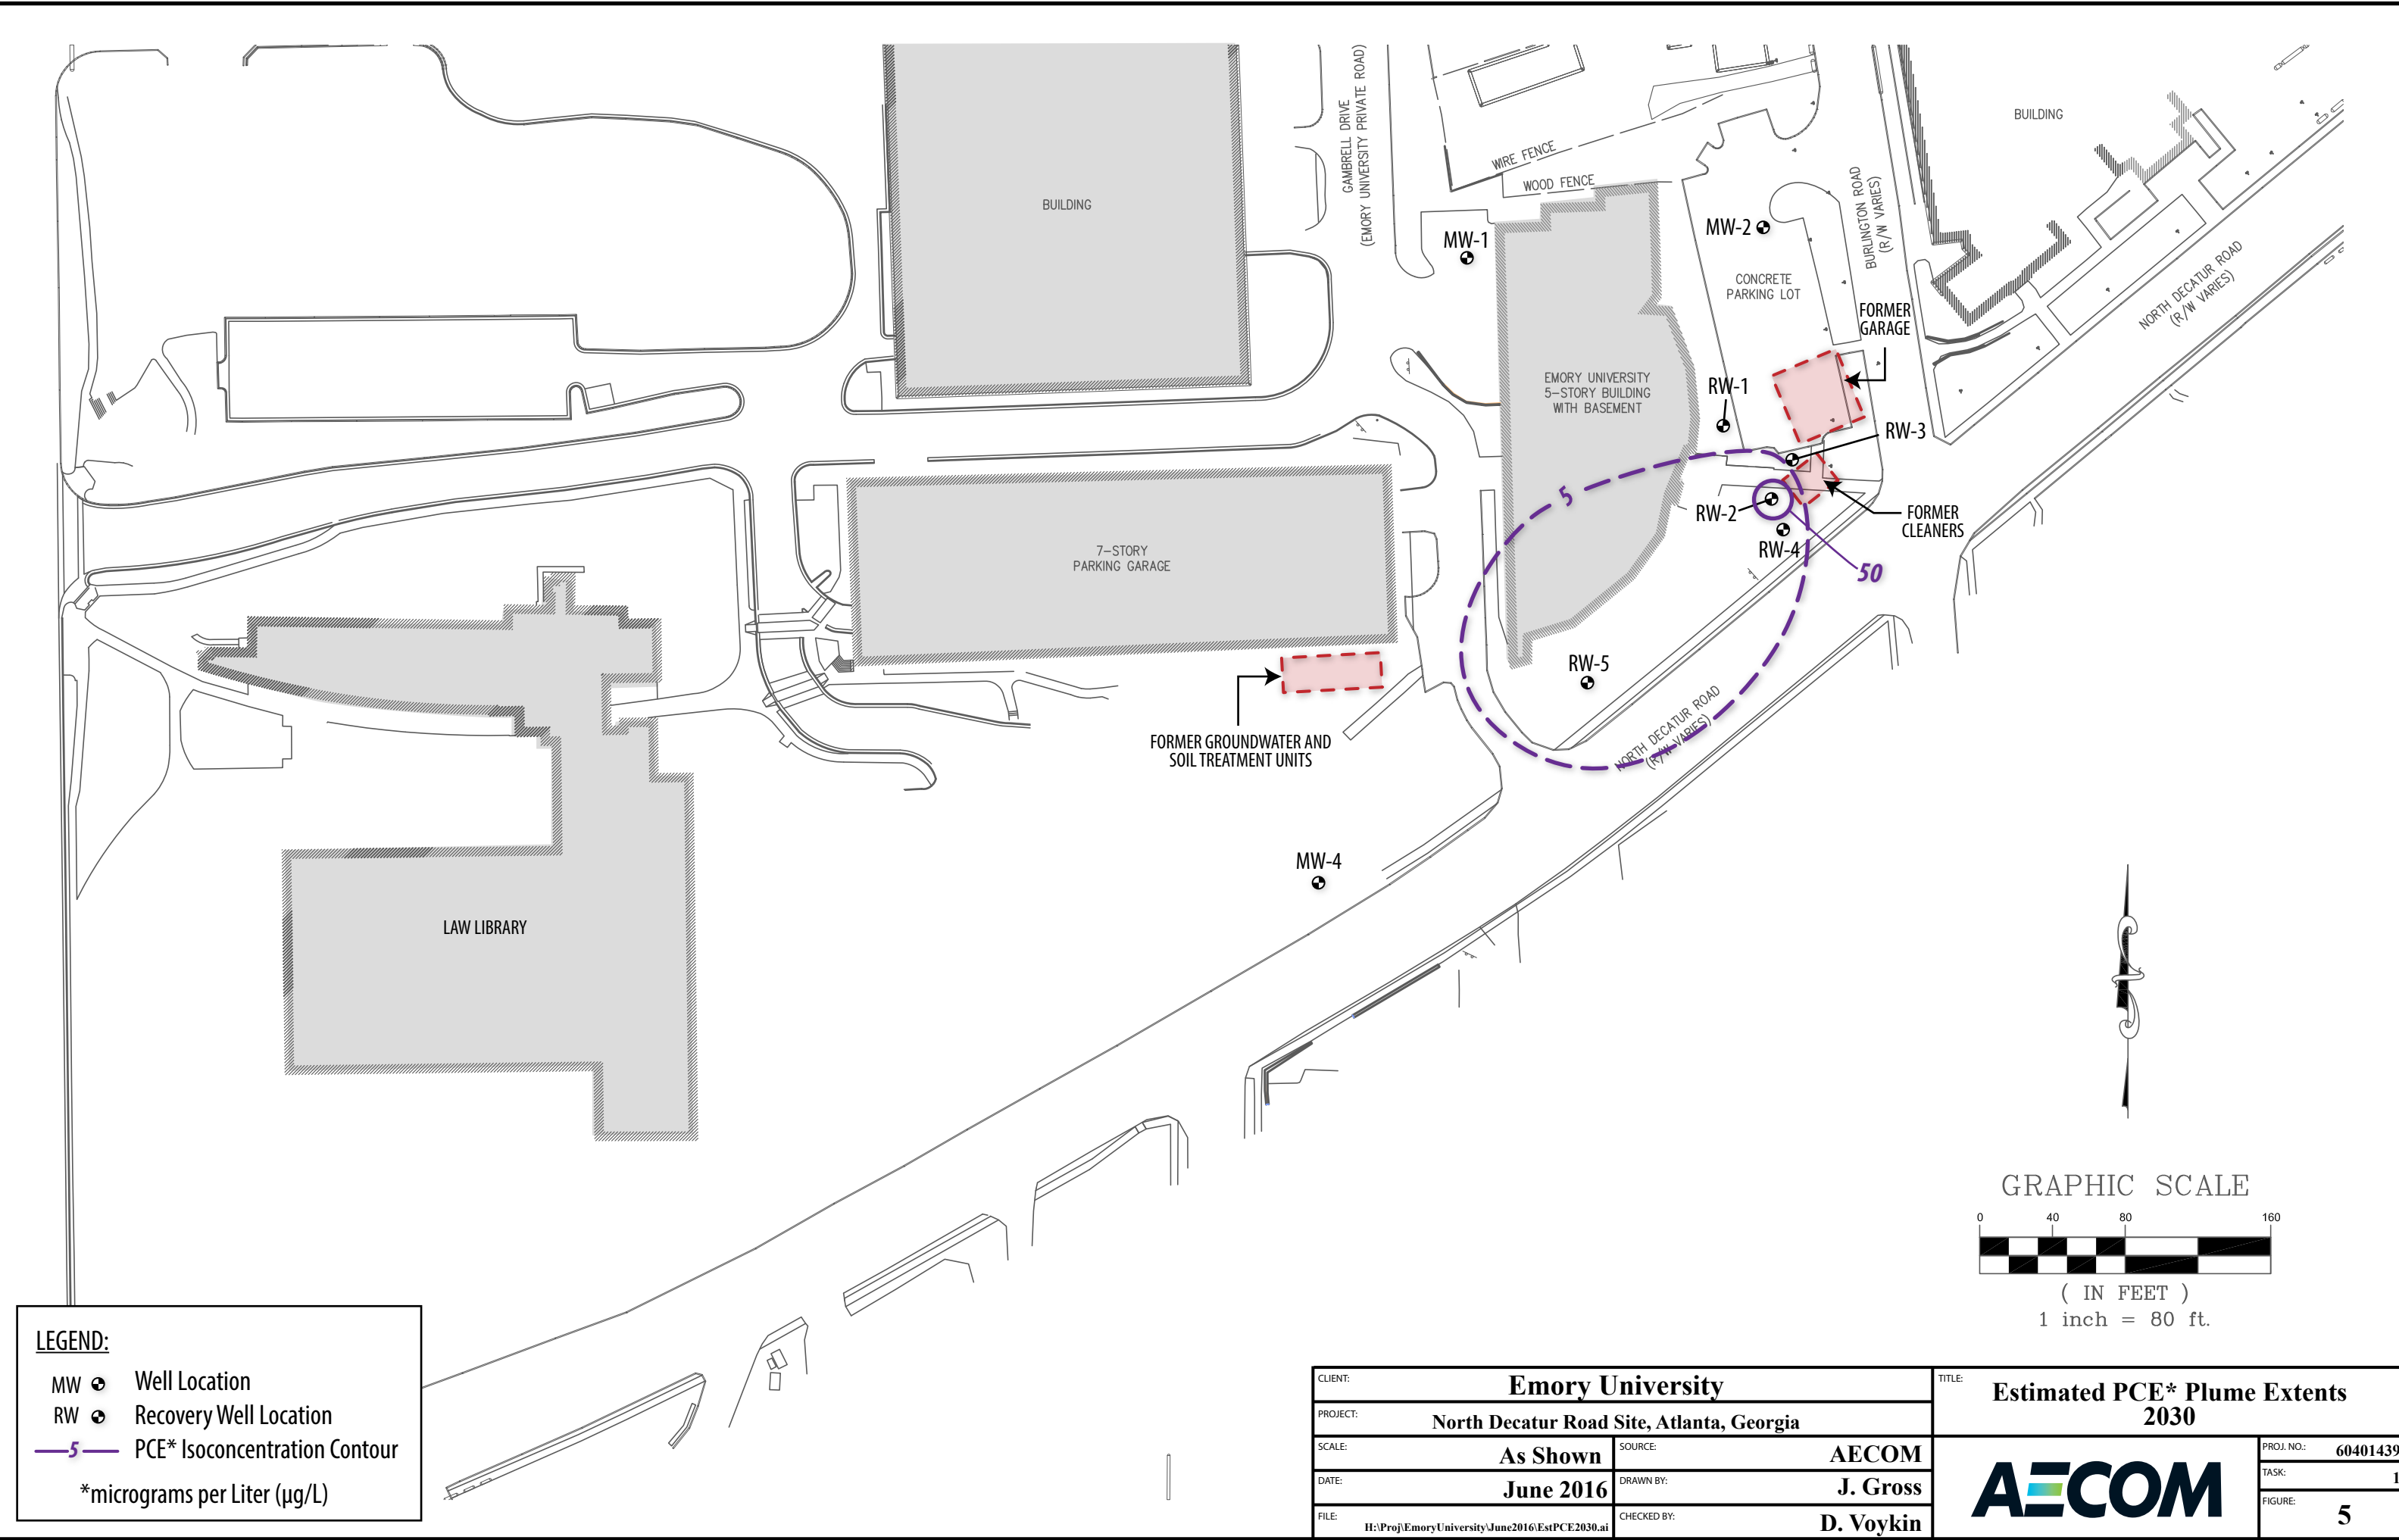 GAMBRELL DRIVE
(EMORY UNIVERSITY PRIVATE ROAD)
BUILDING
BUILDING
WIRE FENCE
WOOD FENCE
BURLINGTON ROAD
(R/W VARIES)
MW-1
MW-2
CONCRETE
PARKING LOT
NORTH DECATUR ROAD
(R/W VARIES)
FORMER
GARAGE
EMORY UNIVERSITY
5-STORY BUILDING
WITH BASEMENT
RW-1
RW-3
5
RW-2
FORMER
CLEANERS
RW-4
50
7-STORY
PARKING GARAGE
RW-5
NORTH DECATUR ROAD
(R/W VARIES)
FORMER GROUNDWATER AND
SOIL TREATMENT UNITS
MW-4
LAW LIBRARY
GRAPHIC SCALE
0 40 80 160
( IN FEET )
1 inch = 80 ft.
LEGEND:
MW Well Location
RW Recovery Well Location
5 PCE* Isoconcentration Contour
*micrograms per Liter (µg/L)
CLIENT: Emory University
PROJECT: North Decatur Road Site, Atlanta, Georgia
SCALE: As Shown
SOURCE: AECOM
DATE: June 2016
DRAWN BY: J. Gross
FILE: H:\Proj\EmoryUniversity\June2016\EstPCE2030.ai
CHECKED BY: D. Voykin
TITLE: Estimated PCE* Plume Extents
2030
AECOM
PROJ. NO.: 60401439
TASK: 1
FIGURE: 5